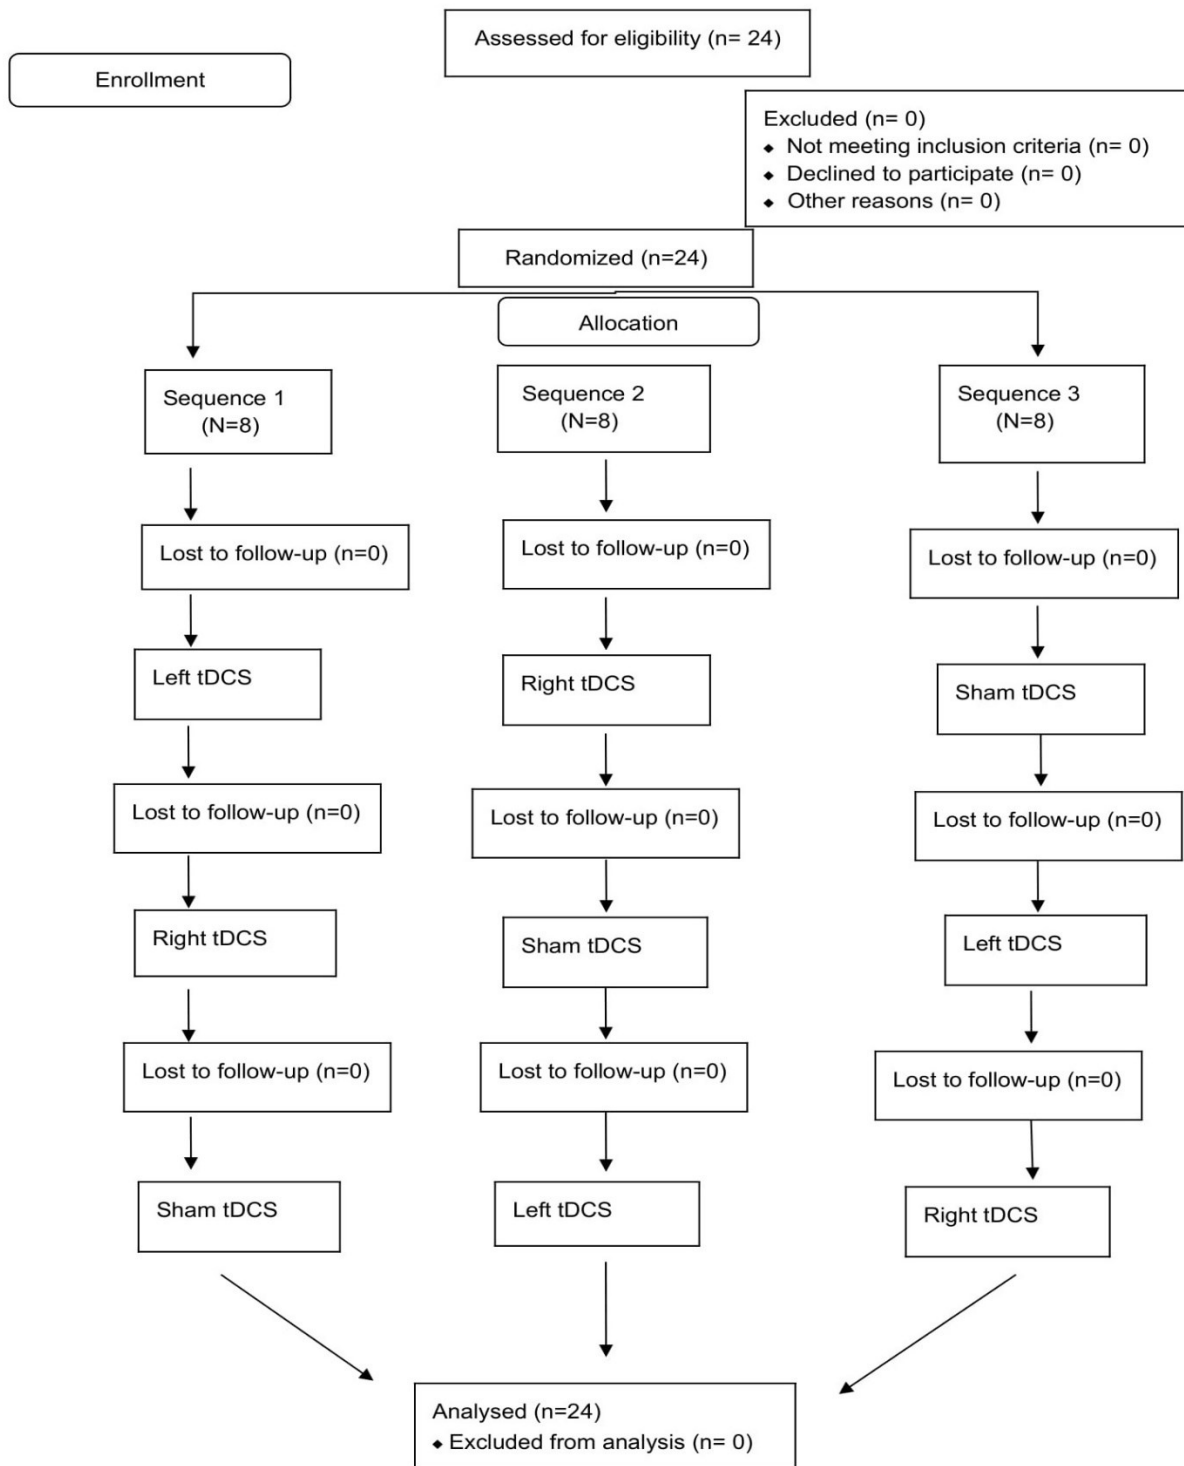 Assessed for eligibility (n= 24)
Enrollment
Excluded (n= 0)
◆ Not meeting inclusion criteria (n= 0)
◆ Declined to participate (n= 0)
◆ Other reasons (n= 0)
Randomized (n=24)
Allocation
Sequence 1
(N=8)
Lost to follow-up (n=0)
Left tDCS
Lost to follow-up (n=0)
Right tDCS
Lost to follow-up (n=0)
Sham tDCS
Sequence 2
(N=8)
Lost to follow-up (n=0)
Right tDCS
Lost to follow-up (n=0)
Sham tDCS
Lost to follow-up (n=0)
Left tDCS
Sequence 3
(N=8)
Lost to follow-up (n=0)
Sham tDCS
Lost to follow-up (n=0)
Left tDCS
Lost to follow-up (n=0)
Right tDCS
Analysed (n=24)
◆ Excluded from analysis (n= 0)